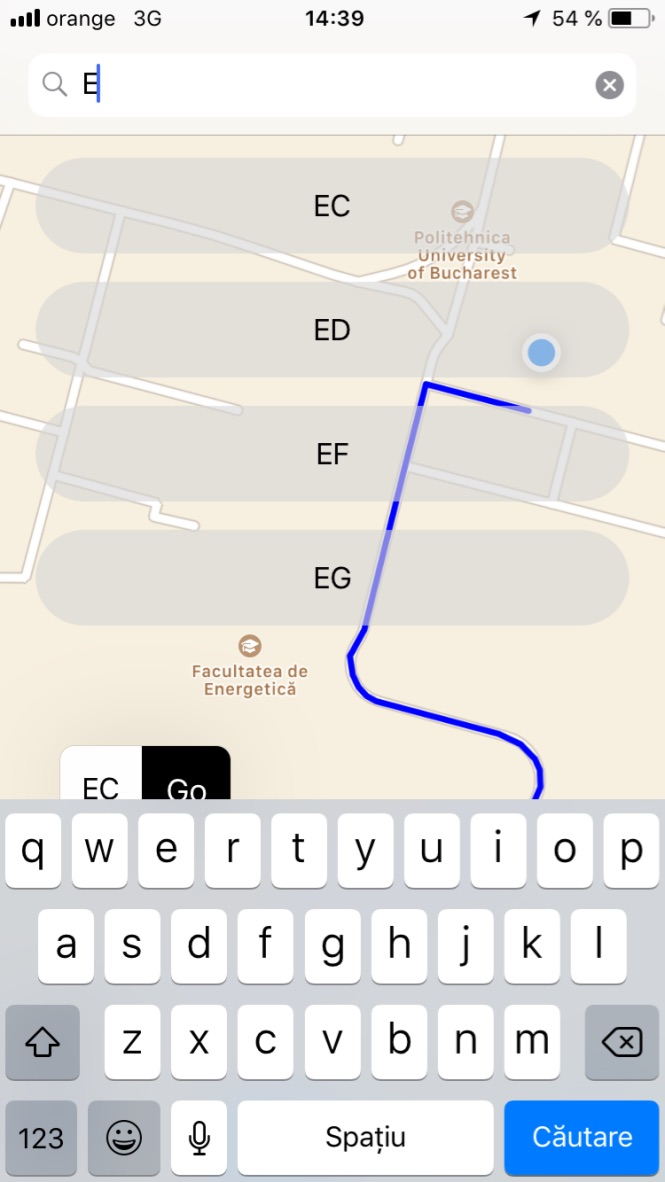 orange 3G 14:39 54 %
E
EC
Politehnica
University
of Bucharest
ED
EF
EG
Facultatea de
Energetică
EC Go
q w e r t y u i o p
a s d f g h j k l
z x c v b n m
123 Spațiu Căutare